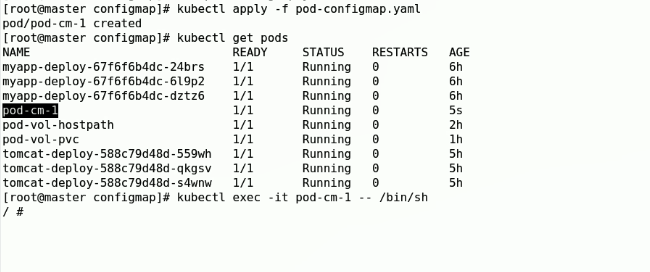 [root@master configmap]# kubectl apply -f pod-configmap.yaml
pod/pod-cm-1 created
[root@master configmap]# kubectl get pods
NAME READY STATUS RESTARTS AGE
myapp-deploy-67f6f6b4dc-24brs 1/1 Running 0 6h
myapp-deploy-67f6f6b4dc-6l9p2 1/1 Running 0 6h
myapp-deploy-67f6f6b4dc-dztz6 1/1 Running 0 6h
pod-cm-1 1/1 Running 0 5s
pod-vol-hostpath 1/1 Running 0 2h
pod-vol-pvc 1/1 Running 0 1h
tomcat-deploy-588c79d48d-559wh 1/1 Running 0 5h
tomcat-deploy-588c79d48d-qkgsv 1/1 Running 0 5h
tomcat-deploy-588c79d48d-s4wnw 1/1 Running 0 5h
[root@master configmap]# kubectl exec -it pod-cm-1 -- /bin/sh
/ #